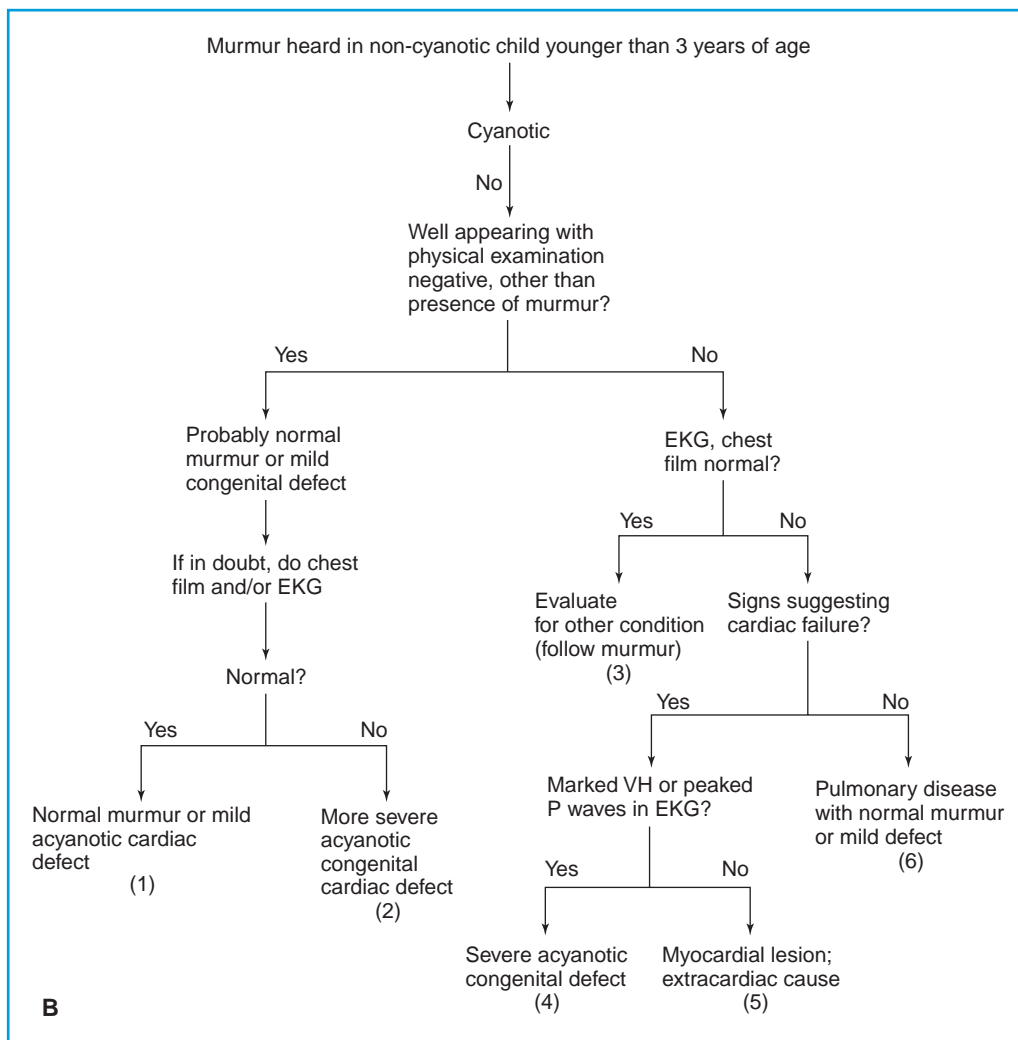 Murmur heard in non-cyanotic child younger than 3 years of age
Cyanotic
No
Well appearing with
physical examination
negative, other than
presence of murmur?
Yes
No
Probably normal
murmur or mild
congenital defect
EKG, chest
film normal?
If in doubt, do chest
film and/or EKG
Yes
No
Evaluate
for other condition
(follow murmur)
(3)
Signs suggesting
cardiac failure?
Normal?
Yes
No
Yes
No
Normal murmur or mild
acyanotic cardiac
defect
(1)
More severe
acyanotic
congenital
cardiac defect
(2)
Marked VH or peaked
P waves in EKG?
Pulmonary disease
with normal murmur
or mild defect
(6)
Yes
No
Severe acyanotic
congenital defect
(4)
Myocardial lesion;
extracardiac cause
(5)
B